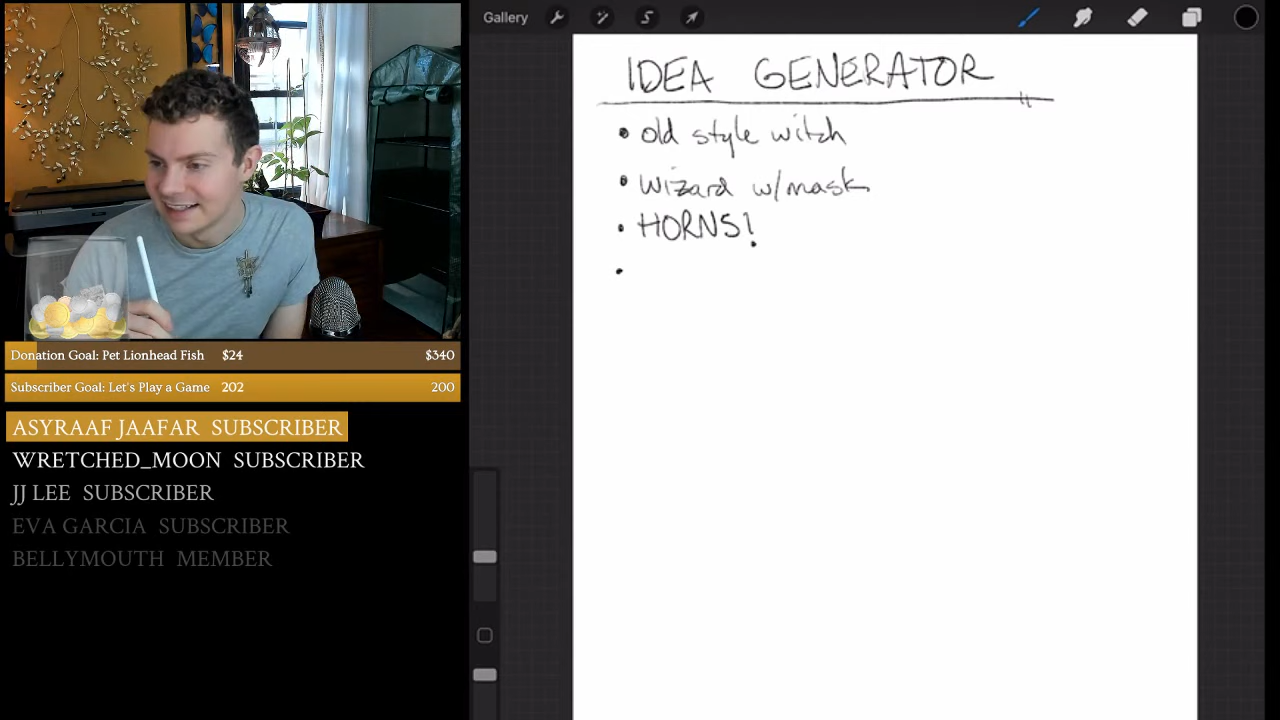 Gallery
IDEA GENERATOR
• old style witch
• wizard w/mask
• HORNS!
•
Donation Goal: Pet Lionhead Fish $24 $340
Subscriber Goal: Let's Play a Game 202 200
ASYRAAF JAAFAR SUBSCRIBER
WRETCHED_MOON SUBSCRIBER
JJ LEE SUBSCRIBER
EVA GARCIA SUBSCRIBER
BELLYMOUTH MEMBER